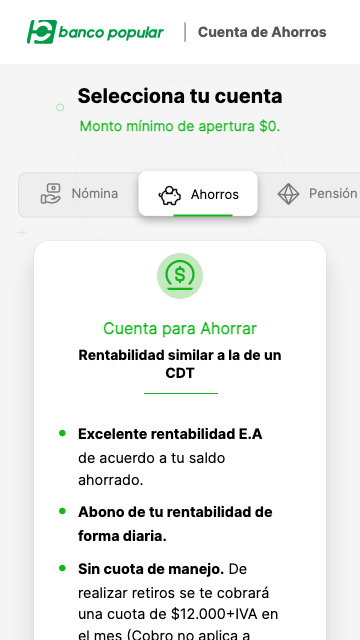 banco popular
Cuenta de Ahorros
Selecciona tu cuenta
Monto mínimo de apertura $0.
Nómina
Ahorros
Pensión
Cuenta para Ahorrar
Rentabilidad similar a la de un
CDT
Excelente rentabilidad E.A
de acuerdo a tu saldo
ahorrado.
Abono de tu rentabilidad de
forma diaria.
Sin cuota de manejo. De
realizar retiros se te cobrará
una cuota de $12.000+IVA en
el mes (Cobro no aplica a